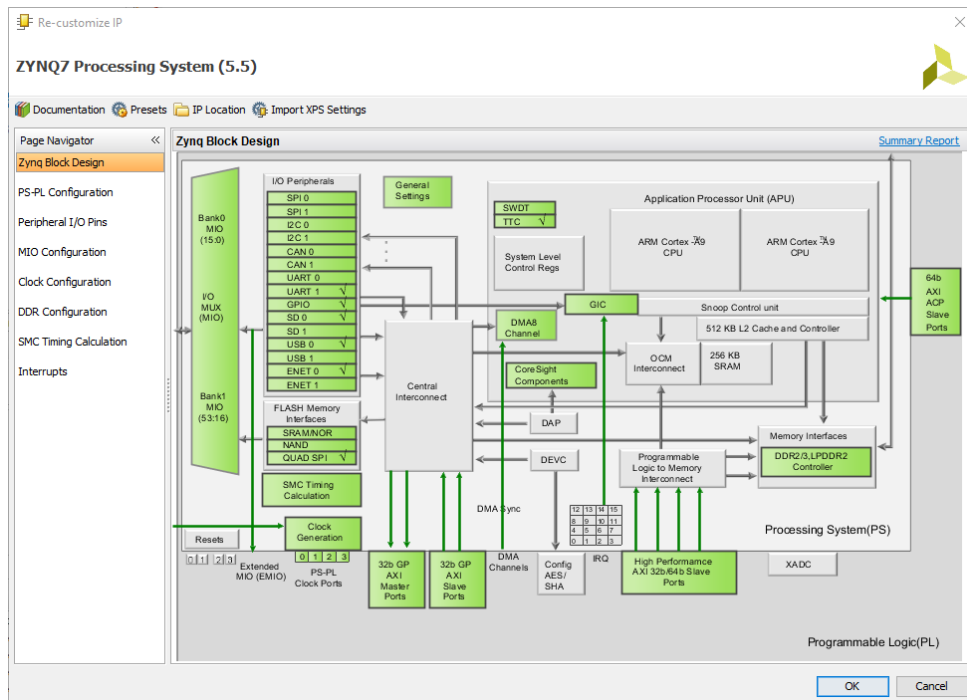 Re-customize IP
ZYNQ7 Processing System (5.5)
Documentation Presets IP Location Import XPS Settings
Page Navigator «
Zynq Block Design
PS-PL Configuration
Peripheral I/O Pins
MIO Configuration
Clock Configuration
DDR Configuration
SMC Timing Calculation
Interrupts
Zynq Block Design
Summary Report
Bank0
MIO
(15:0)
I/O
MUX
(MIO)
Bank1
MIO
(53:16)
I/O Peripherals
SPI 0
SPI 1
I2C 0
I2C 1
CAN 0
CAN 1
UART 0
UART 1 √
GPIO √
SD 0 √
SD 1
USB 0 √
USB 1
ENET 0 √
ENET 1
FLASH Memory
Interfaces
SRAM/NOR
NAND
QUAD SPI √
SMC Timing
Calculation
Clock
Generation
Resets
0 1 2 3
Extended
MIO (EMIO)
0 1 2 3
PS-PL
Clock Ports
General
Settings
Central
Interconnect
32b GP
AXI
Master
Ports
32b GP
AXI
Slave
Ports
Application Processor Unit (APU)
SWDT
TTC √
System Level
Control Regs
ARM Cortex -A9
CPU
ARM Cortex -A9
CPU
GIC
Snoop Control unit
DMA8
Channel
512 KB L2 Cache and Controller
OCM
Interconnect
256 KB
SRAM
CoreSight
Components
DAP
DEVC
Programmable
Logic to Memory
Interconnect
Memory Interfaces
DDR2/3,LPDDR2
Controller
64b
AXI
ACP
Slave
Ports
DMA Sync
12 13 14 15
8 9 10 11
4 5 6 7
0 1 2 3
IRQ
DMA
Channels
Config
AES/
SHA
High Performance
AXI 32b/64b Slave
Ports
Processing System(PS)
XADC
Programmable Logic(PL)
OK Cancel